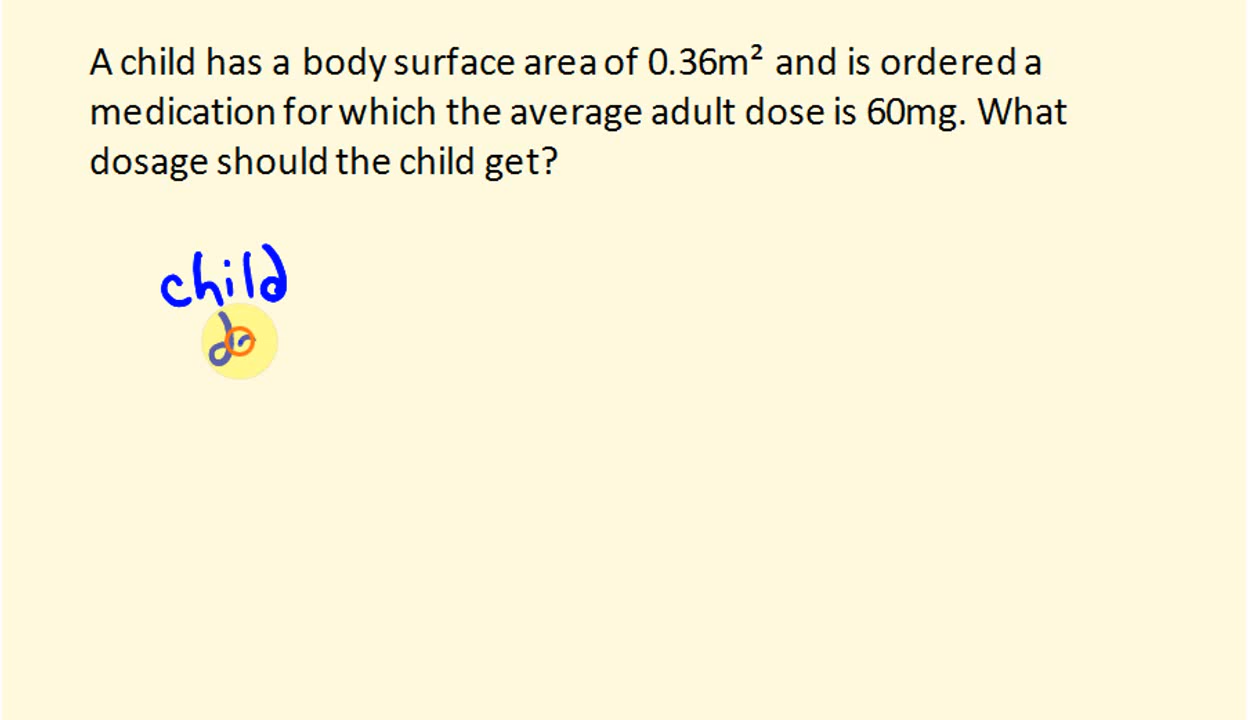 A child has a body surface area of 0.36m² and is ordered a
medication for which the average adult dose is 60mg. What
dosage should the child get?
child
do